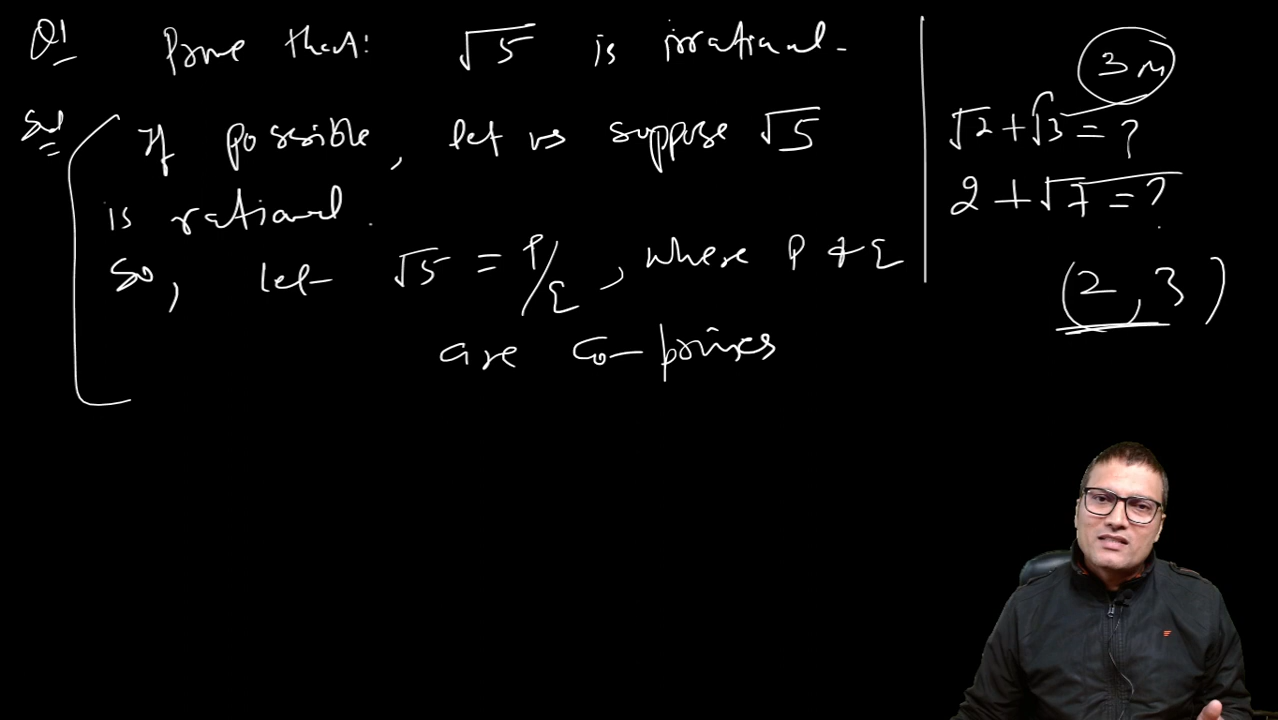 Q1 Prove that: √5 is irrational.
Sol If possible, let us suppose √5
is rational.
So, let √5 = P/q, where P & q
are Co-primes
3 M
√2 + √3 = ?
2 + √7 = ?
(2, 3)